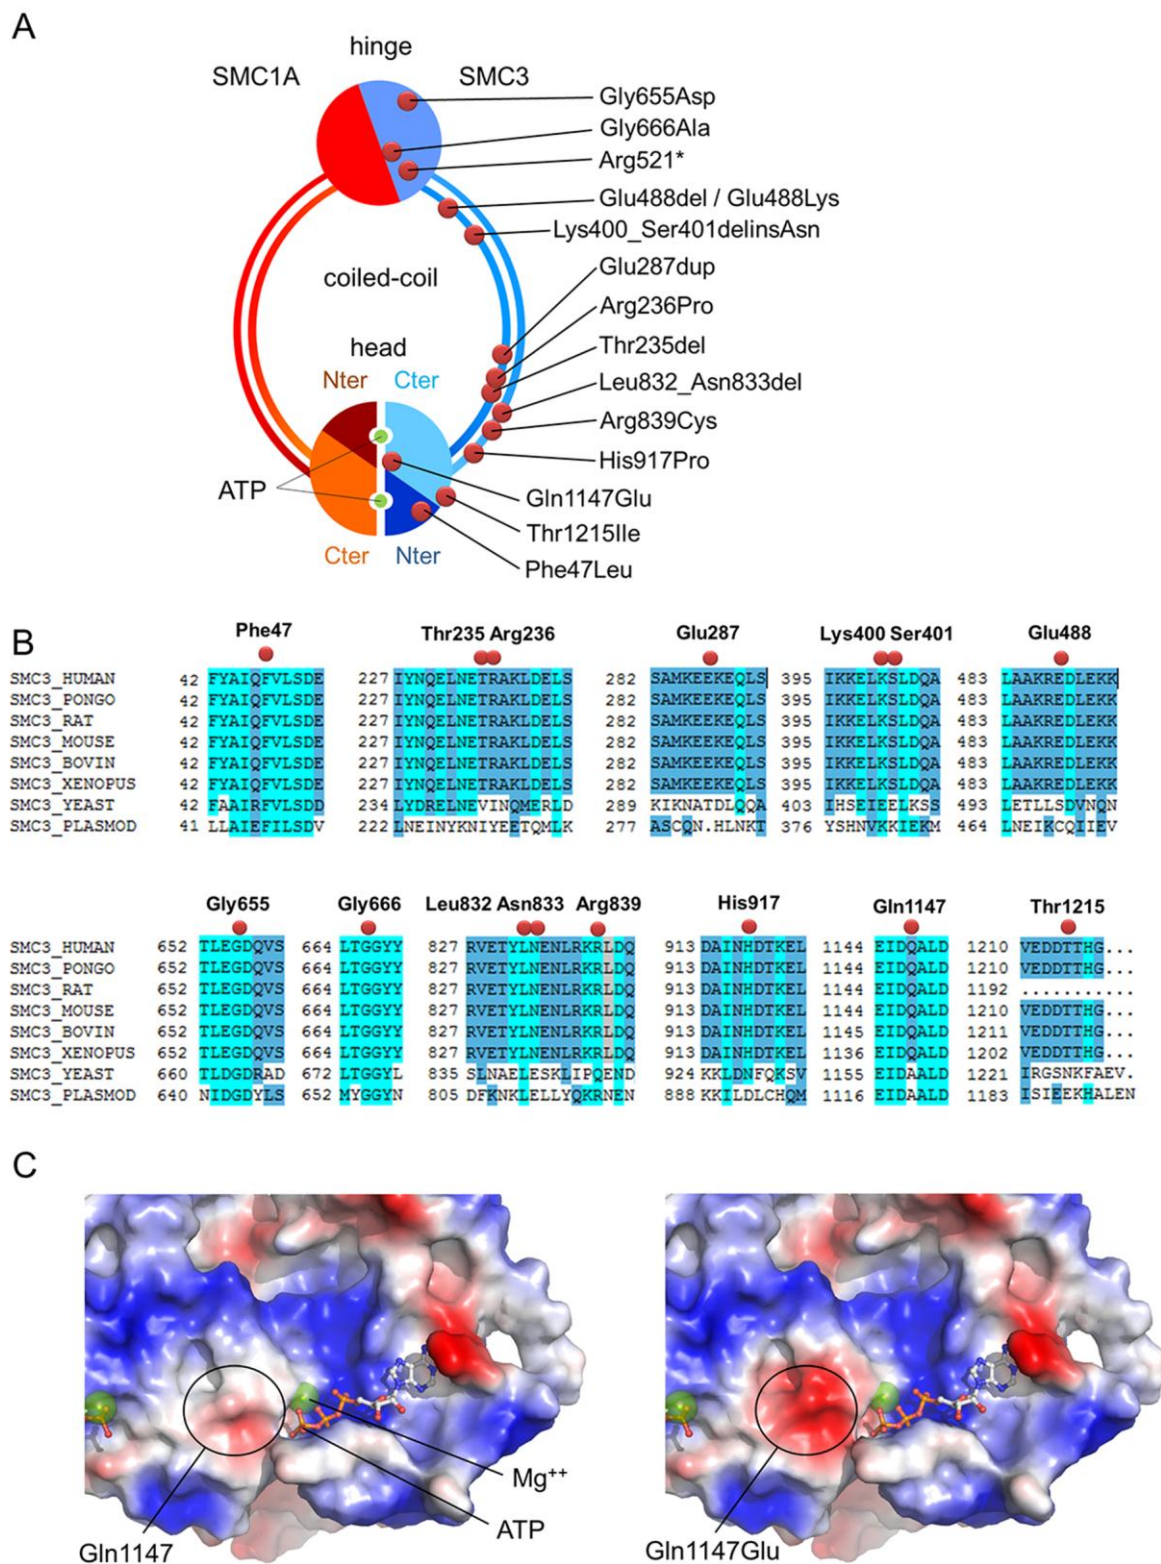 A
hinge
SMC1A
SMC3
Gly655Asp
Gly666Ala
Arg521*
Glu488del / Glu488Lys
Lys400_Ser401delinsAsn
Glu287dup
Arg236Pro
Thr235del
Leu832_Asn833del
Arg839Cys
His917Pro
Gln1147Glu
Thr1215Ile
Phe47Leu
coiled-coil
head
Nter Cter
ATP
Cter Nter
B
Phe47 Thr235 Arg236 Glu287 Lys400 Ser401 Glu488
SMC3_HUMAN 42 FYAIQFVLSDE 227 IYNQELNETRAKLDELS 282 SAMKEEKEQLS 395 IKKELKSLDQA 483 LAAKREDLEKK
SMC3_PONGO 42 FYAIQFVLSDE 227 IYNQELNETRAKLDELS 282 SAMKEEKEQLS 395 IKKELKSLDQA 483 LAAKREDLEKK
SMC3_RAT 42 FYAIQFVLSDE 227 IYNQELNETRAKLDELS 282 SAMKEEKEQLS 395 IKKELKSLDQA 483 LAAKREDLEKK
SMC3_MOUSE 42 FYAIQFVLSDE 227 IYNQELNETRAKLDELS 282 SAMKEEKEQLS 395 IKKELKSLDQA 483 LAAKREDLEKK
SMC3_BOVIN 42 FYAIQFVLSDE 227 IYNQELNETRAKLDELS 282 SAMKEEKEQLS 395 IKKELKSLDQA 483 LAAKREDLEKK
SMC3_XENOPUS 42 FYAIQFVLSDE 227 IYNQELNETRAKLDELS 282 SAMKEEKEQLS 395 IKKELKSLDQA 483 LAAKREDLEKK
SMC3_YEAST 42 FAAIRFVLSDD 234 LYDRELNEVINQMERLD 289 KIKNATDLQQA 403 IHSEIEELKSS 493 LETLLSDVNQN
SMC3_PLASMOD 41 LLAIEFILSDV 222 LNEINYKNIYEETQMLK 277 ASCQN.HLNKT 376 YSHNVKKIEKM 464 LNEIKCQIIEV
Gly655 Gly666 Leu832 Asn833 Arg839 His917 Gln1147 Thr1215
SMC3_HUMAN 652 TLEGDQVS 664 LTGGYY 827 RVETYLNENLRKRLDQ 913 DAINHDTKEL 1144 EIDQALD 1210 VEDDTTHG...
SMC3_PONGO 652 TLEGDQVS 664 LTGGYY 827 RVETYLNENLRKRLDQ 913 DAINHDTKEL 1144 EIDQALD 1210 VEDDTTHG...
SMC3_RAT 652 TLEGDQVS 664 LTGGYY 827 RVETYLNENLRKRLDQ 913 DAINHDTKEL 1144 EIDQALD 1192 ...........
SMC3_MOUSE 652 TLEGDQVS 664 LTGGYY 827 RVETYLNENLRKRLDQ 913 DAINHDTKEL 1144 EIDQALD 1210 VEDDTTHG...
SMC3_BOVIN 652 TLEGDQVS 664 LTGGYY 827 RVETYLNENLRKRLDQ 913 DAINHDTKEL 1145 EIDQALD 1211 VEDDTTHG...
SMC3_XENOPUS 652 TLEGDQVS 664 LTGGYY 827 RVETYLNENLRKRLDQ 913 DAINHDTKEL 1136 EIDQALD 1202 VEDDTTHG...
SMC3_YEAST 660 TLDGDRAD 672 LTGGYL 835 SLNAELESKLIPQEND 924 KKLDNFQKSV 1155 EIDAALD 1221 IRGSNKFAEV.
SMC3_PLASMOD 640 NIDGDYLS 652 MYGGYN 805 DFKNKLELLYQKRNEN 888 KKILDLCHQM 1116 EIDAALD 1183 ISIEEKHALEN
C
Mg++
ATP
Gln1147
Gln1147Glu